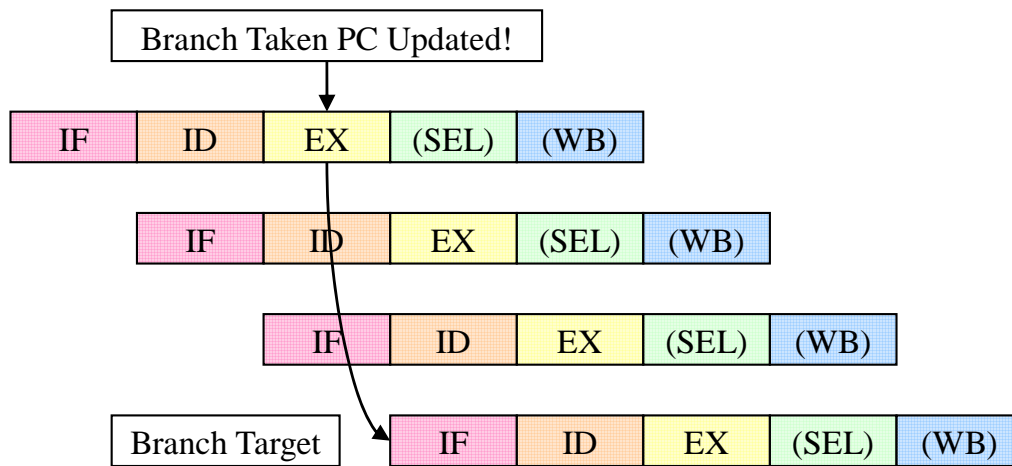 Branch Taken PC Updated!
IF ID EX (SEL) (WB)
IF ID EX (SEL) (WB)
IF ID EX (SEL) (WB)
Branch Target IF ID EX (SEL) (WB)